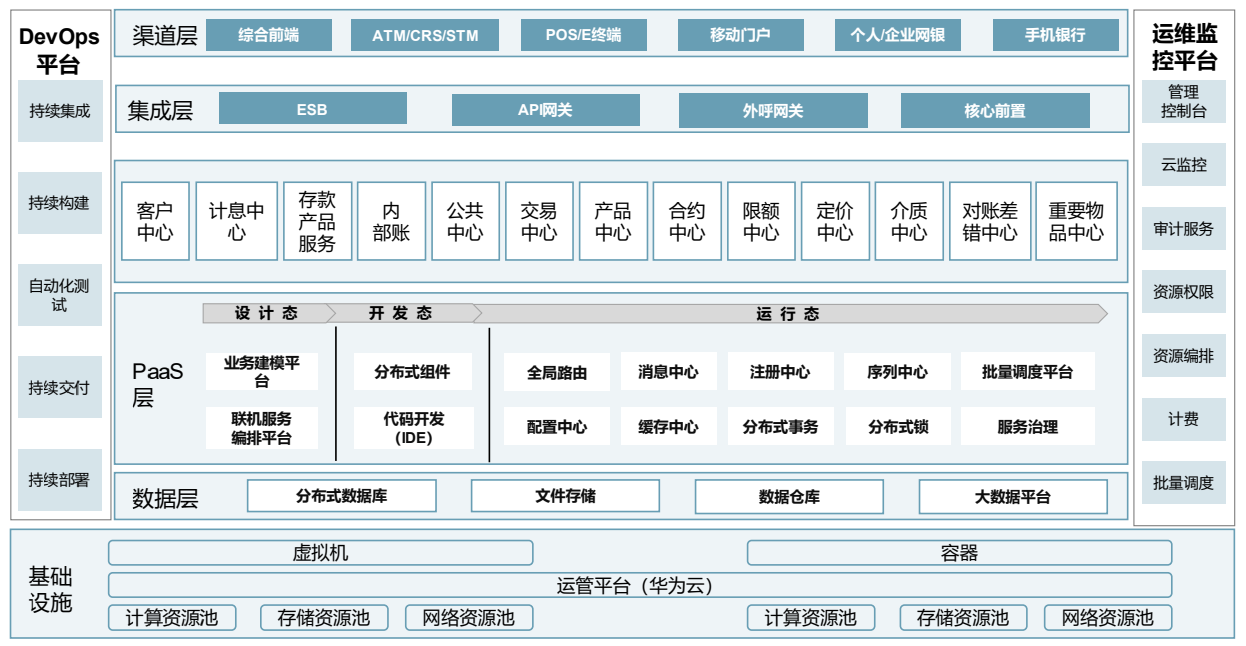 DevOps
平台
持续集成
持续构建
自动化测
试
持续交付
持续部署
渠道层
综合前端
ATM/CRS/STM
POS/E终端
移动门户
个人/企业网银
手机银行
集成层
ESB
API网关
外呼网关
核心前置
客户
中心
计息中
心
存款
产品
服务
内
部账
公共
中心
交易
中心
产品
中心
合约
中心
限额
中心
定价
中心
介质
中心
对账差
错中心
重要物
品中心
PaaS
层
设 计 态
开 发 态
运 行 态
业务建模平
台
联机服务
编排平台
分布式组件
代码开发
（IDE）
全局路由
消息中心
注册中心
序列中心
批量调度平台
配置中心
缓存中心
分布式事务
分布式锁
服务治理
数据层
分布式数据库
文件存储
数据仓库
大数据平台
运维监
控平台
管理
控制台
云监控
审计服务
资源权限
资源编排
计费
批量调度
基础
设施
虚拟机
容器
运管平台（华为云）
计算资源池
存储资源池
网络资源池
计算资源池
存储资源池
网络资源池